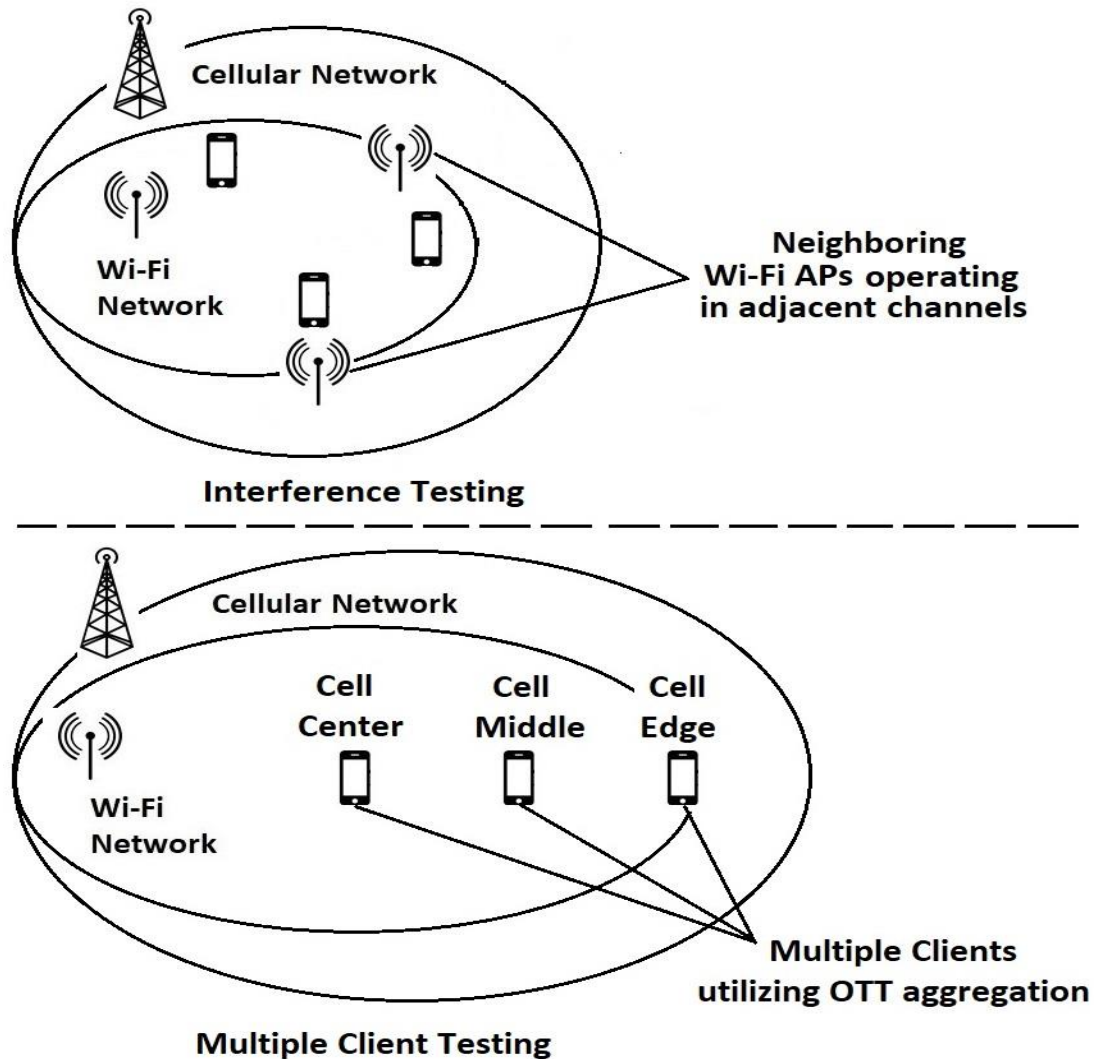 Cellular Network
Wi-Fi
Network
Neighboring
Wi-Fi APs operating
in adjacent channels
Interference Testing
Cellular Network
Cell
Center
Cell
Middle
Cell
Edge
Wi-Fi
Network
Multiple Clients
utilizing OTT aggregation
Multiple Client Testing